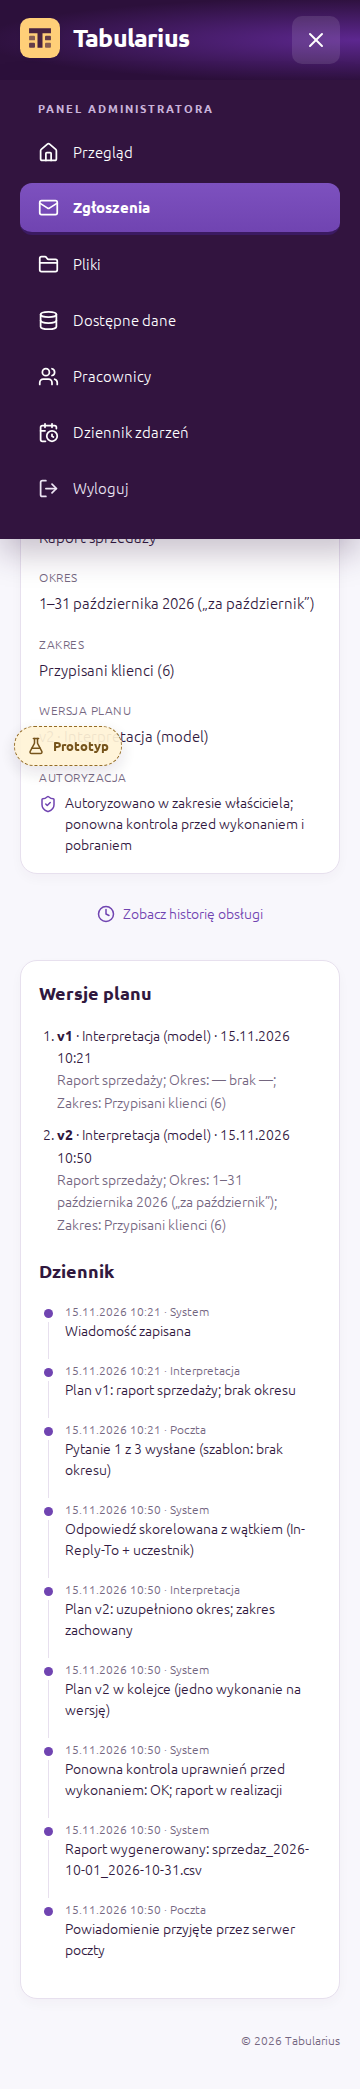 Tabularius
PANEL ADMINISTRATORA
Przegląd
Zgłoszenia
Pliki
Dostępne dane
Pracownicy
Dziennik zdarzeń
Wyloguj
Raport sprzedaży
OKRES
1–31 października 2026 („za październik”)
ZAKRES
Przypisani klienci (6)
WERSJA PLANU
v2 · Interpretacja (model)
Prototyp
AUTORYZACJA
Autoryzowano w zakresie właściciela;
ponowna kontrola przed wykonaniem i
pobraniem
Zobacz historię obsługi
Wersje planu
1. v1 · Interpretacja (model) · 15.11.2026
10:21
Raport sprzedaży; Okres: — brak —;
Zakres: Przypisani klienci (6)
2. v2 · Interpretacja (model) · 15.11.2026
10:50
Raport sprzedaży; Okres: 1–31
października 2026 („za październik”);
Zakres: Przypisani klienci (6)
Dziennik
15.11.2026 10:21 · System
Wiadomość zapisana
15.11.2026 10:21 · Interpretacja
Plan v1: raport sprzedaży; brak okresu
15.11.2026 10:21 · Poczta
Pytanie 1 z 3 wysłane (szablon: brak
okresu)
15.11.2026 10:50 · System
Odpowiedź skorelowana z wątkiem (In-
Reply-To + uczestnik)
15.11.2026 10:50 · Interpretacja
Plan v2: uzupełniono okres; zakres
zachowany
15.11.2026 10:50 · System
Plan v2 w kolejce (jedno wykonanie na
wersję)
15.11.2026 10:50 · System
Ponowna kontrola uprawnień przed
wykonaniem: OK; raport w realizacji
15.11.2026 10:50 · System
Raport wygenerowany: sprzedaz_2026-
10-01_2026-10-31.csv
15.11.2026 10:50 · Poczta
Powiadomienie przyjęte przez serwer
poczty
© 2026 Tabularius